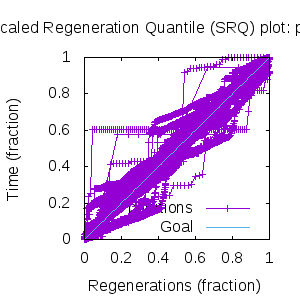 caled Regeneration Quantile (SRQ) plot: p
1
0.8
0.6
0.4
0.2
0
0 0.2 0.4 0.6 0.8 1
Time (fraction)
ions
Goal
Regenerations (fraction)